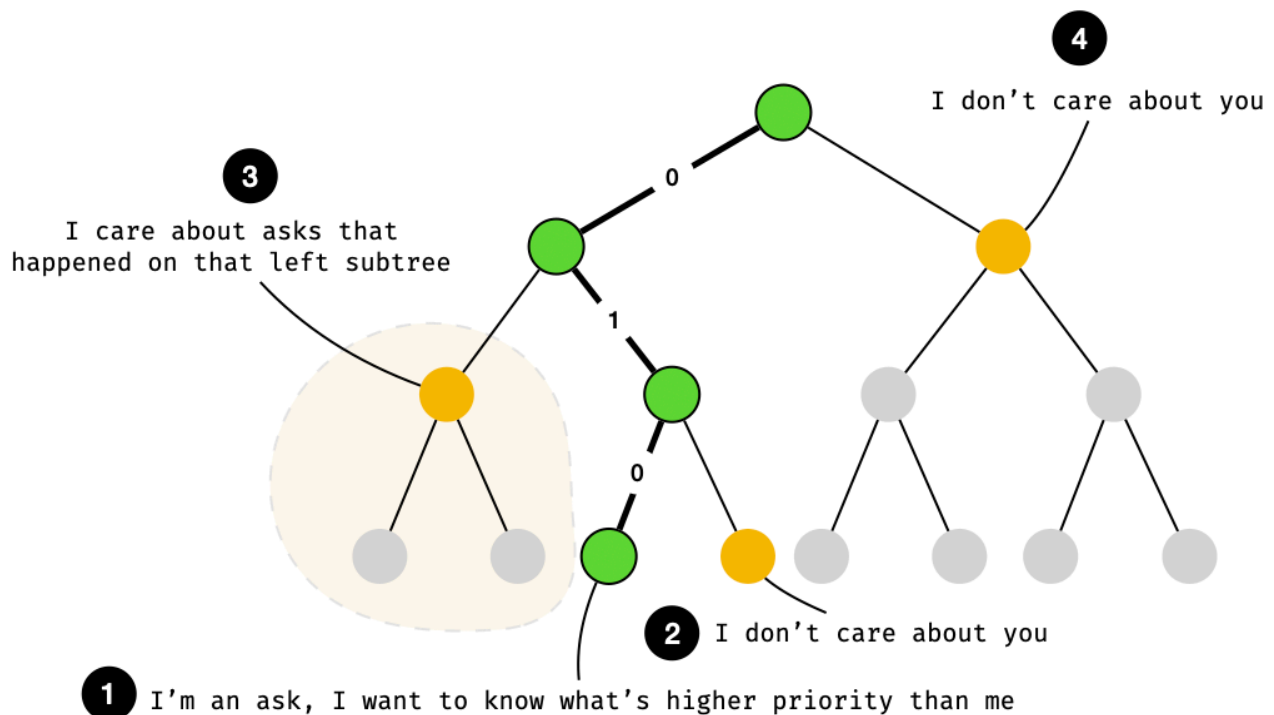 4
I don’t care about you
0
3
I care about asks that
happened on that left subtree
1
0
2 I don’t care about you
1 I’m an ask, I want to know what’s higher priority than me